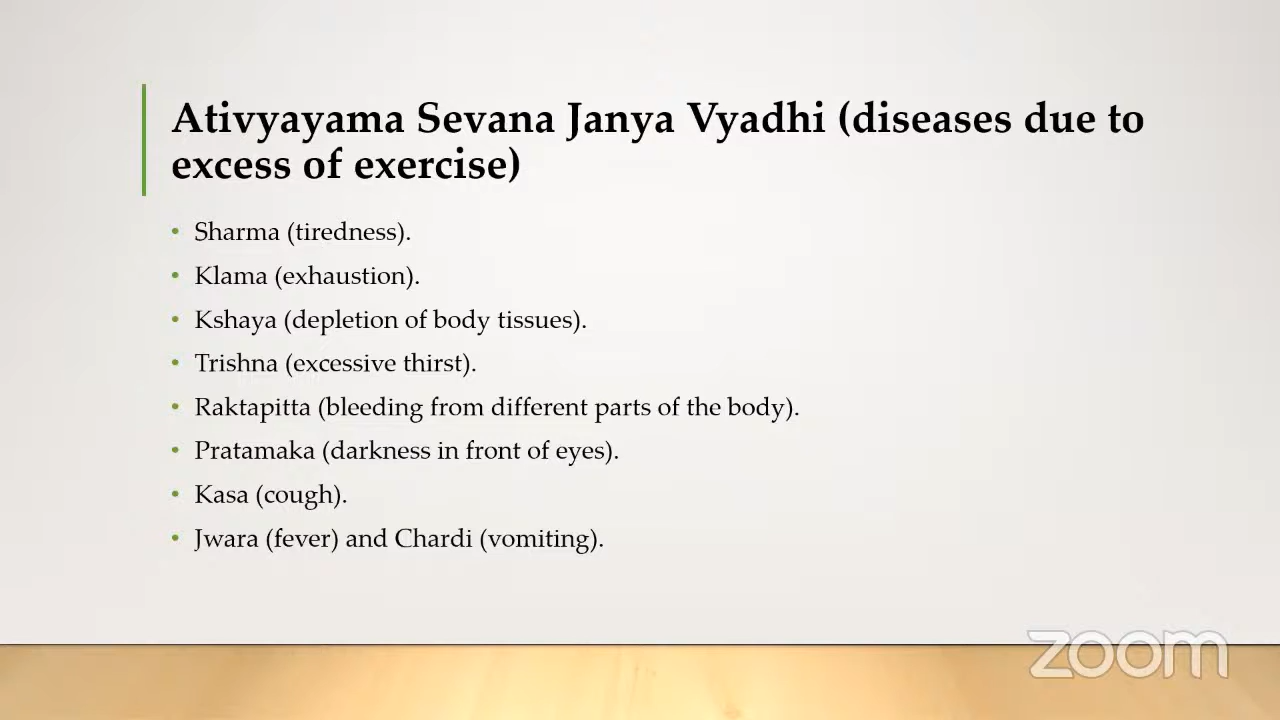 Ativyayama Sevana Janya Vyadhi (diseases due to
excess of exercise)
• Sharma (tiredness).
• Klama (exhaustion).
• Kshaya (depletion of body tissues).
• Trishna (excessive thirst).
• Raktapitta (bleeding from different parts of the body).
• Pratamaka (darkness in front of eyes).
• Kasa (cough).
• Jwara (fever) and Chardi (vomiting).
zoom